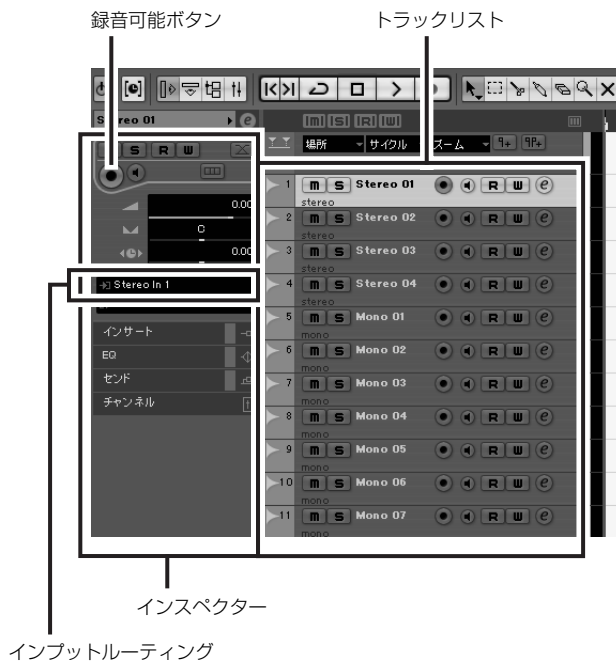 録音可能ボタン
トラックリスト
Stereo 01
場所 サイクル ズーム
m S R W
0.00
C
0.00
Stereo In 1
インサート
EQ
センド
チャンネル
1 m S Stereo 01 R W e
stereo
2 m S Stereo 02 R W e
stereo
3 m S Stereo 03 R W e
stereo
4 m S Stereo 04 R W e
stereo
5 m S Mono 01 R W e
mono
6 m S Mono 02 R W e
mono
7 m S Mono 03 R W e
mono
8 m S Mono 04 R W e
mono
9 m S Mono 05 R W e
mono
10 m S Mono 06 R W e
mono
11 m S Mono 07 R W e
mono
インスペクター
インプットルーティング